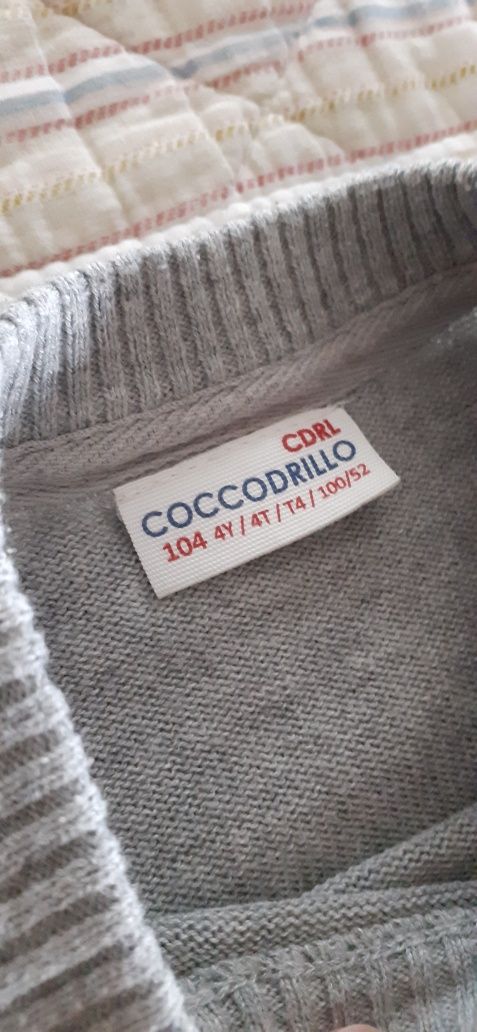 CDRL
COCCODRILLO
104 4Y / 4T / T4 / 100/52